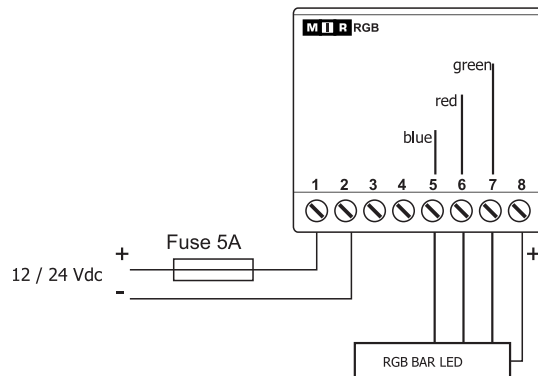 MIR RGB
green
red
blue
1 2 3 4 5 6 7 8
Fuse 5A
+
+
12 / 24 Vdc
-
RGB BAR LED